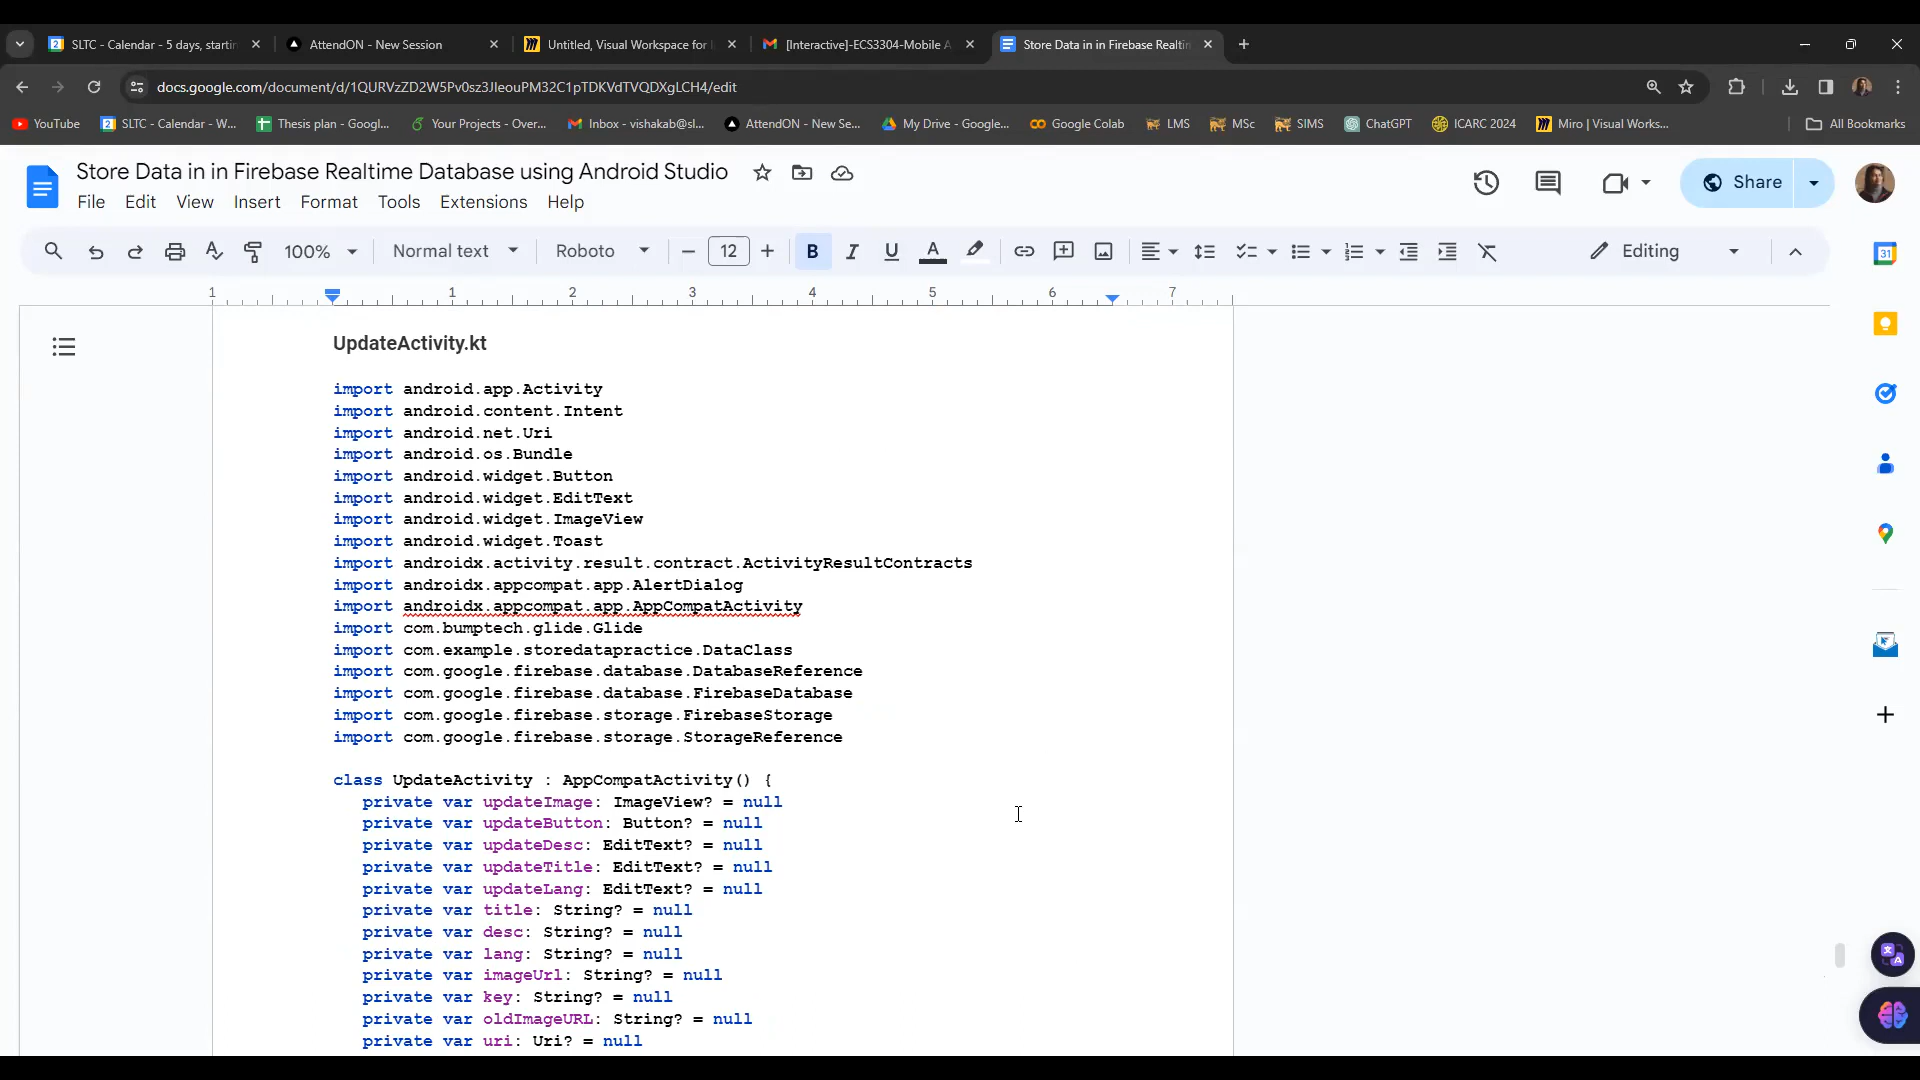 SLTC - Calendar - 5 days, startin
AttendON - New Session
Untitled, Visual Workspace for I
[Interactive]-ECS3304-Mobile A
Store Data in in Firebase Realtin
docs.google.com/document/d/1QURVzZD2W5Pv0sz3JIeouPM32C1pTDKVdTVQDXgLCH4/edit
YouTube
SLTC - Calendar - W...
Thesis plan - Googl...
Your Projects - Over...
Inbox - vishakab@sl...
AttendON - New Se...
My Drive - Google...
Google Colab
LMS
MSc
SIMS
ChatGPT
ICARC 2024
Miro | Visual Works...
All Bookmarks
Store Data in in Firebase Realtime Database using Android Studio
Share
File Edit View Insert Format Tools Extensions Help
100% Normal text Roboto 12 B I U A Editing
1 1 2 3 4 5 6 7
31
UpdateActivity.kt
import android.app.Activity
import android.content.Intent
import android.net.Uri
import android.os.Bundle
import android.widget.Button
import android.widget.EditText
import android.widget.ImageView
import android.widget.Toast
import androidx.activity.result.contract.ActivityResultContracts
import androidx.appcompat.app.AlertDialog
import androidx.appcompat.app.AppCompatActivity
import com.bumptech.glide.Glide
import com.example.storedatapractice.DataClass
import com.google.firebase.database.DatabaseReference
import com.google.firebase.database.FirebaseDatabase
import com.google.firebase.storage.FirebaseStorage
import com.google.firebase.storage.StorageReference
class UpdateActivity : AppCompatActivity() {
private var updateImage: ImageView? = null
private var updateButton: Button? = null
private var updateDesc: EditText? = null
private var updateTitle: EditText? = null
private var updateLang: EditText? = null
private var title: String? = null
private var desc: String? = null
private var lang: String? = null
private var imageUrl: String? = null
private var key: String? = null
private var oldImageURL: String? = null
private var uri: Uri? = null